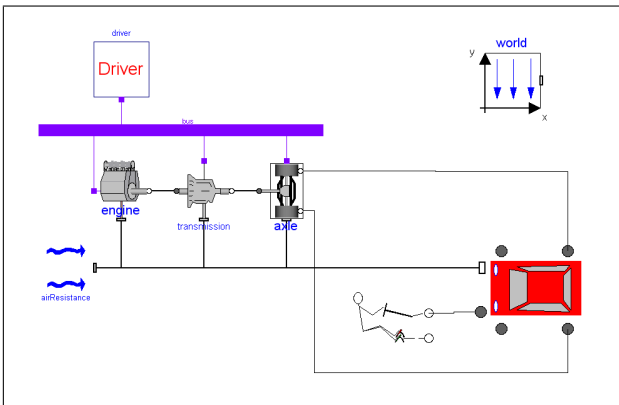 driver
Driver
world
y
x
bus
engine
transmission
axle
airResistance